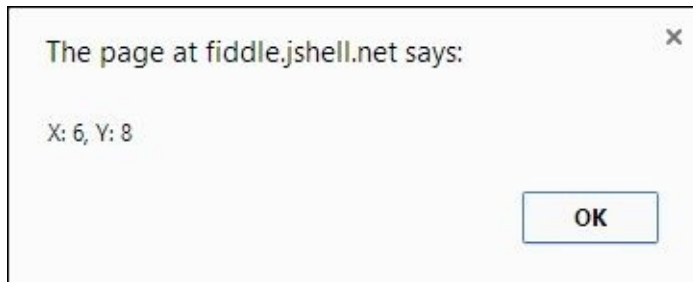 The page at fiddle.jshell.net says:
X: 6, Y: 8
OK